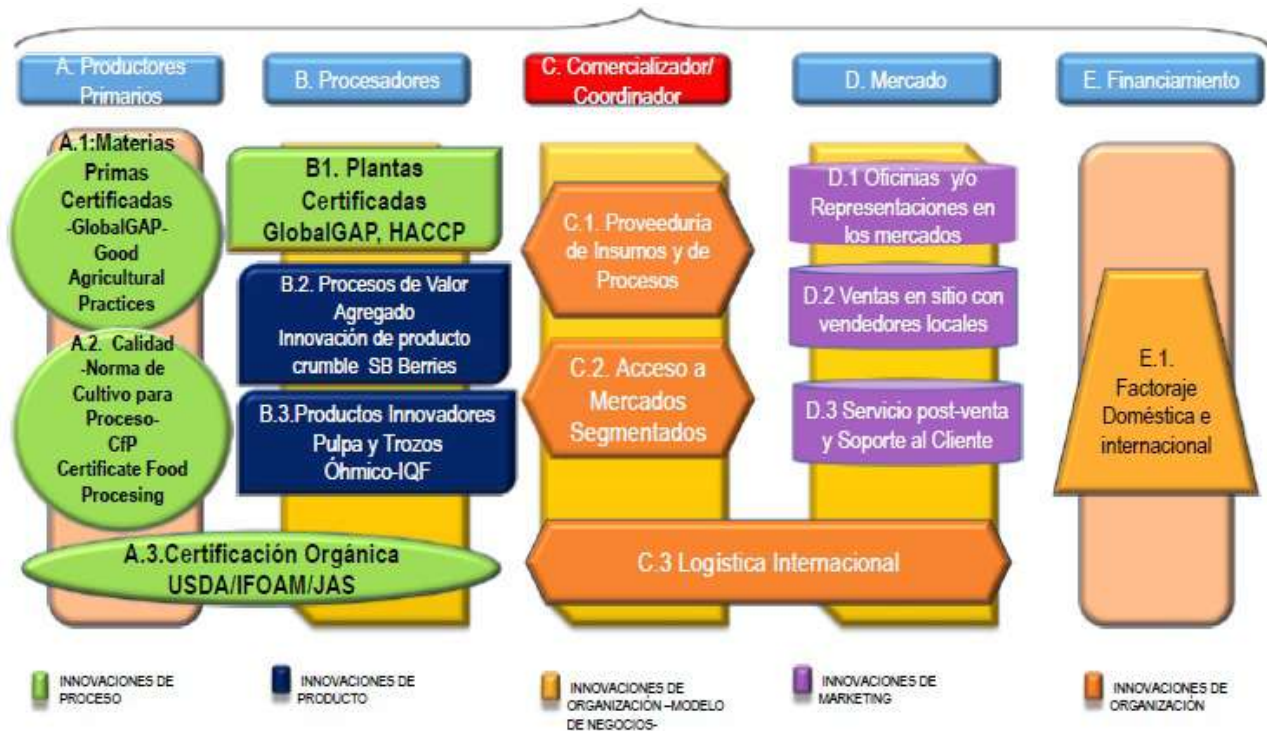 A. Productores
Primarios
B. Procesadores
C. Comercializador/
Coordinador
D. Mercado
E. Financiamiento
A.1:Materias
Primas
Certificadas
-GlobalGAP-
Good
Agricultural
Practices
A.2. Calidad
-Norma de
Cultivo para
Proceso-
CfP
Certificate Food
Procesing
A.3.Certificación Orgánica
USDA/IFOAM/JAS
B1. Plantas
Certificadas
GlobalGAP, HACCP
B.2. Procesos de Valor
Agregado
Innovación de producto
crumble SB Berries
B.3.Productos Innovadores
Pulpa y Trozos
Óhmico-IQF
C.1. Proveeduría
de Insumos y de
Procesos
C.2. Acceso a
Mercados
Segmentados
C.3 Logística Internacional
D.1 Oficinias y/o
Representaciones en
los mercados
D.2 Ventas en sitio con
vendedores locales
D.3 Servicio post-venta
y Soporte al Cliente
E.1.
Factoraje
Doméstica e
internacional
INNOVACIONES DE
PROCESO
INNOVACIONES DE
PRODUCTO
INNOVACIONES DE
ORGANIZACIÓN –MODELO
DE NEGOCIOS-
INNOVACIONES DE
MARKETING
INNOVACIONES DE
ORGANIZACIÓN